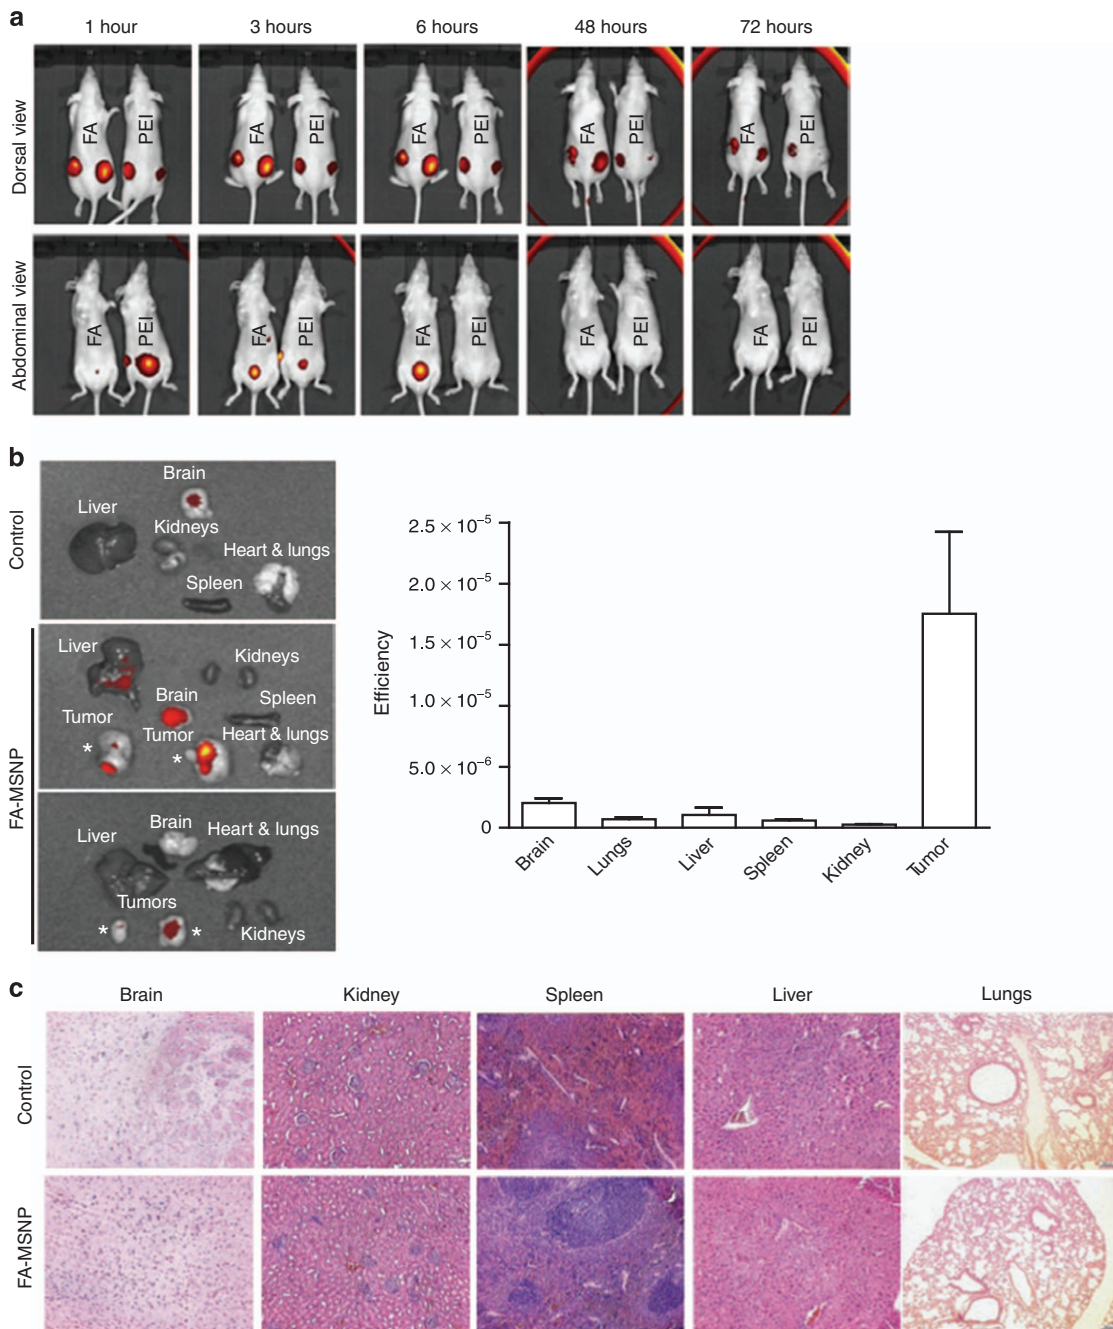 a
1 hour 3 hours 6 hours 48 hours 72 hours
Dorsal view
FA PEI FA PEI FA PEI FA PEI FA PEI
Abdominal view
FA PEI FA PEI FA PEI FA PEI FA PEI
b
Control
Brain
Liver
Kidneys
Heart & lungs
Spleen
FA-MSNP
Liver
Kidneys
Brain
Spleen
Tumor
Tumor
Heart & lungs
*
*
Brain
Heart & lungs
Liver
Tumors
* *
Kidneys
Efficiency
2.5 × 10⁻⁵
2.0 × 10⁻⁵
1.5 × 10⁻⁵
1.0 × 10⁻⁵
5.0 × 10⁻⁶
0
Brain Lungs Liver Spleen Kidney Tumor
c
Brain Kidney Spleen Liver Lungs
Control
FA-MSNP